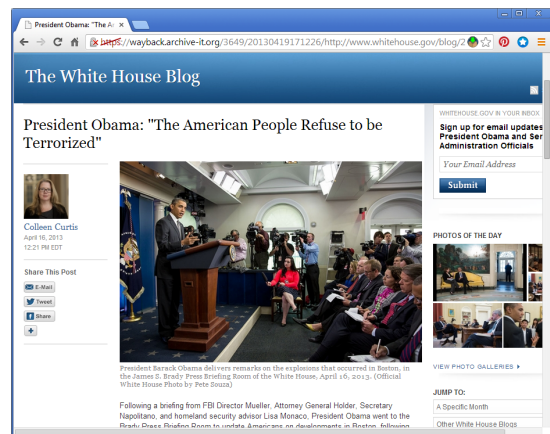 President Obama: "The Ar
https://wayback.archive-it.org/3649/20130419171226/http://www.whitehouse.gov/blog/2
The White House Blog
President Obama: "The American People Refuse to be
Terrorized"
Colleen Curtis
April 16, 2013
12:21 PM EDT
Share This Post
E-Mail
Tweet
Share
President Barack Obama delivers remarks on the explosions that occurred in Boston, in
the James S. Brady Press Briefing Room of the White House, April 16, 2013. (Official
White House Photo by Pete Souza)
Following a briefing from FBI Director Mueller, Attorney General Holder, Secretary
Napolitano, and homeland security advisor Lisa Monaco, President Obama went to the
Brady Press Briefing Room to update Americans on developments in Boston, following
WHITEHOUSE.GOV IN YOUR INBOX
Sign up for email updates
President Obama and Ser
Administration Officials
Your Email Address
Submit
PHOTOS OF THE DAY
VIEW PHOTO GALLERIES
JUMP TO:
A Specific Month
Other White House Blogs